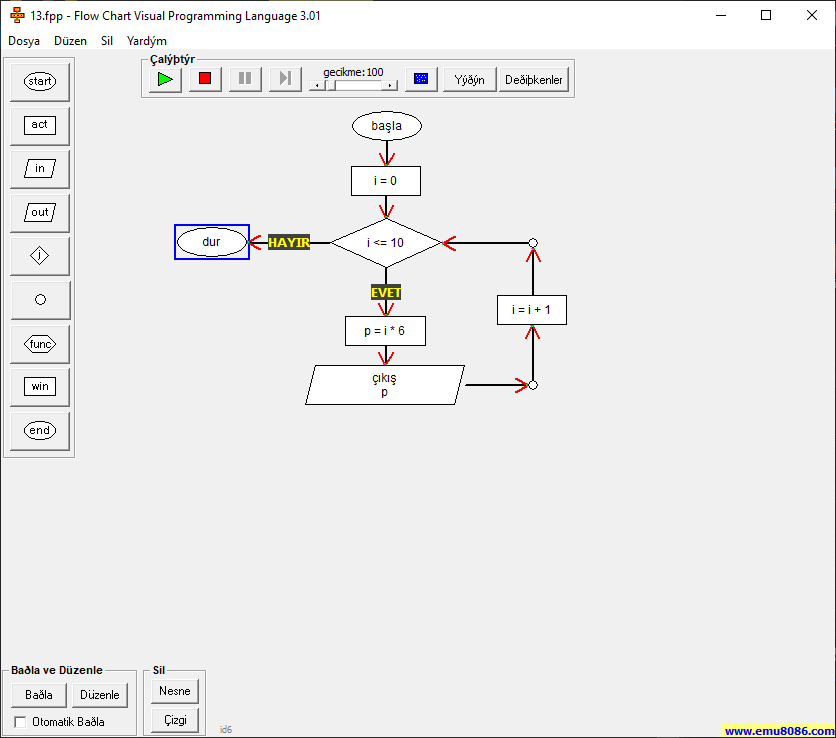 13.fpp - Flow Chart Visual Programming Language 3.01
Dosya Düzen Sil Yardým
Çalýþtýr
gecikme:100
Yýðýn
Deðiþkenler
start
act
in
out
i
func
win
end
başla
i = 0
i <= 10
HAYIR
dur
EVET
p = i * 6
çıkış
p
i = i + 1
Baðla ve Düzenle
Baðla
Düzenle
Otomatik Baðla
Sil
Nesne
Çizgi
id6
www.emu8086.com